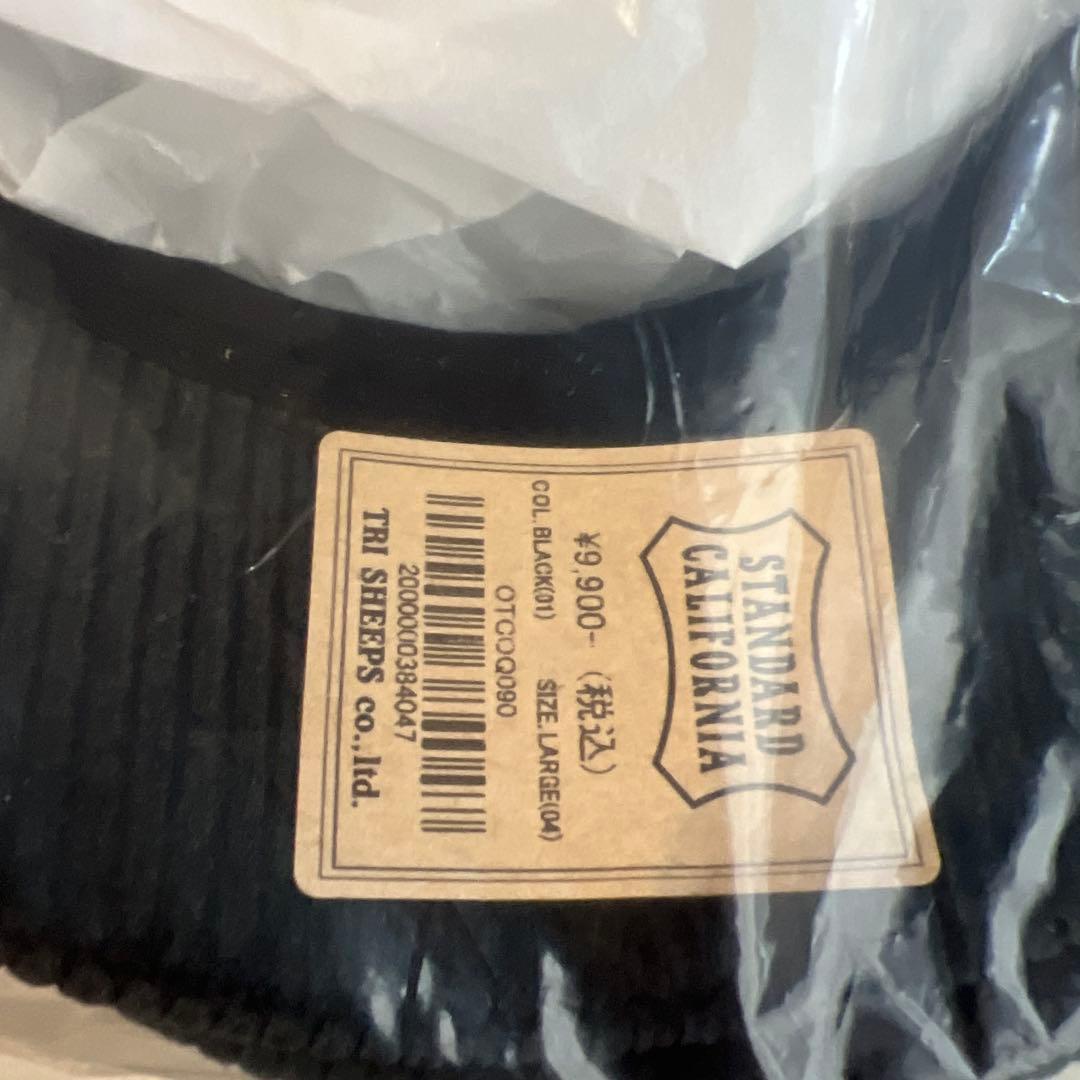 STANDARD
CALIFORNIA
¥9,900-（税込）
COL.BLACK(01) SIZE.LARGE(04)
OTCOQ090
2000000384047
TRI SHEEPS co.,ltd.